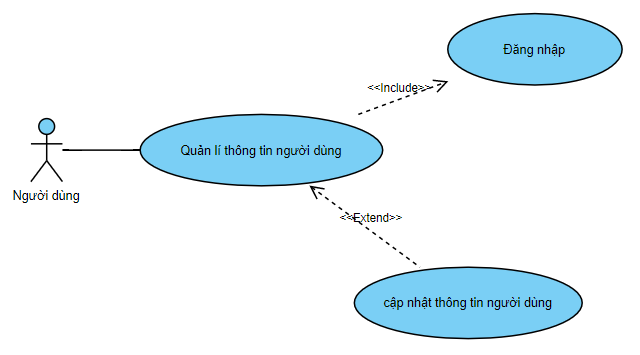 Đăng nhập
<<Include>>
Quản lí thông tin người dùng
Người dùng
<<Extend>>
cập nhật thông tin người dùng